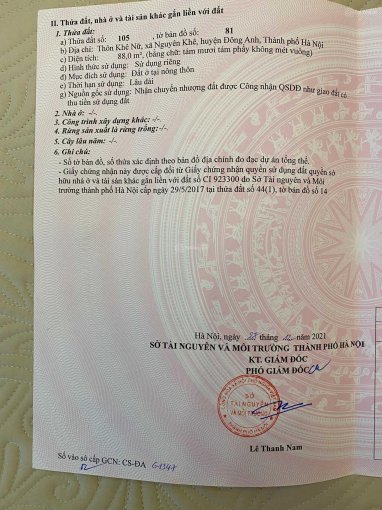 II. Thửa đất, nhà ở và tài sản khác gắn liền với đất
1. Thửa đất:
a) Thửa đất số: 105 , tờ bản đồ số: 81
b) Địa chỉ: Thôn Khê Nữ, xã Nguyên Khê, huyện Đông Anh, Thành phố Hà Nội
c) Diện tích: 88,0 m², (bằng chữ: tám mươi tám phẩy không mét vuông)
d) Hình thức sử dụng: Sử dụng riêng
đ) Mục đích sử dụng: Đất ở tại nông thôn
e) Thời hạn sử dụng: Lâu dài
g) Nguồn gốc sử dụng: Nhận chuyển nhượng đất được Công nhận QSDĐ như giao đất có
thu tiền sử dụng đất
2. Nhà ở: -/-.
3. Công trình xây dựng khác: -/-.
4. Rừng sản xuất là rừng trồng: -/-.
5. Cây lâu năm: -/-.
6. Ghi chú:
- Số tờ bản đồ, số thửa xác định theo bản đồ địa chính đo đạc dự án tổng thể.
- Giấy chứng nhận này được cấp đổi từ Giấy chứng nhận quyền sử dụng đất quyền sở
hữu nhà ở và tài sản khác gắn liền với đất số CI 923300 do Sở Tài nguyên và Môi
trường thành phố Hà Nội cấp ngày 29/5/2017 tại thửa đất số 44(1), tờ bản đồ số 14
Hà Nội, ngày 28 tháng 12 năm 2021
SỞ TÀI NGUYÊN VÀ MÔI TRƯỜNG THÀNH PHỐ HÀ NỘI
KT. GIÁM ĐỐC
PHÓ GIÁM ĐỐC
SỞ
TÀI NGUYÊN
VÀ MÔI TRƯỜNG
Lê Thanh Nam
Số vào sổ cấp GCN: CS-ĐA